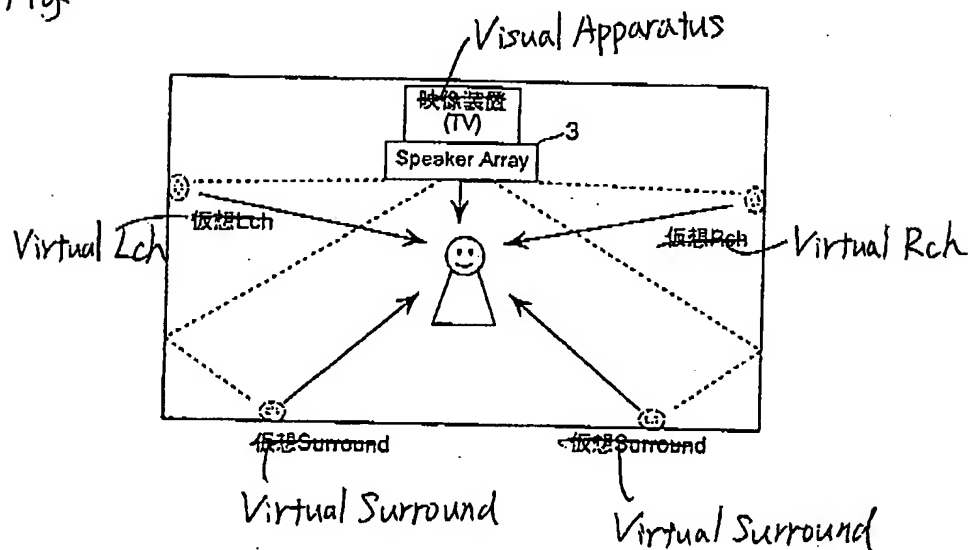 Fig
Visual Apparatus
映像装置
(TV)
3
Speaker Array
仮想Lch
仮想Rch
Virtual Lch
Virtual Rch
仮想Surround
仮想Surround
Virtual Surround
Virtual Surround